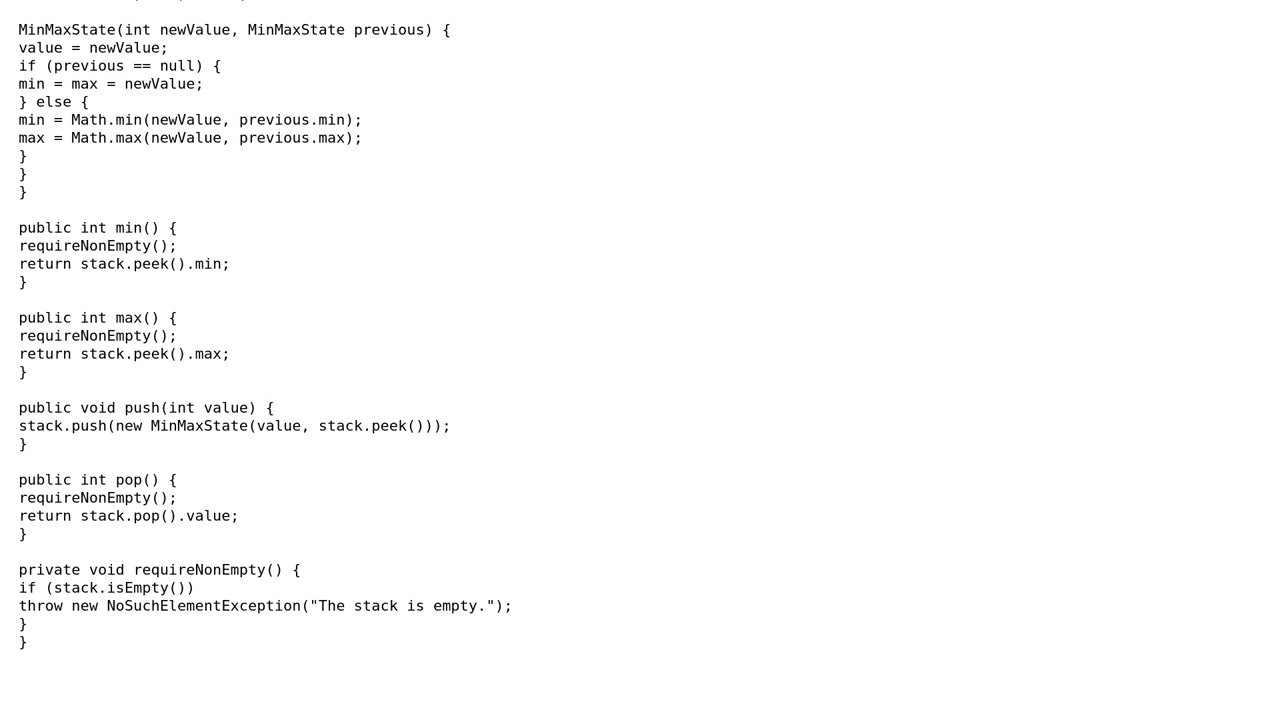 MinMaxState(int newValue, MinMaxState previous) {
value = newValue;
if (previous == null) {
min = max = newValue;
} else {
min = Math.min(newValue, previous.min);
max = Math.max(newValue, previous.max);
}
}
}
public int min() {
requireNonEmpty();
return stack.peek().min;
}
public int max() {
requireNonEmpty();
return stack.peek().max;
}
public void push(int value) {
stack.push(new MinMaxState(value, stack.peek()));
}
public int pop() {
requireNonEmpty();
return stack.pop().value;
}
private void requireNonEmpty() {
if (stack.isEmpty())
throw new NoSuchElementException("The stack is empty.");
}
}